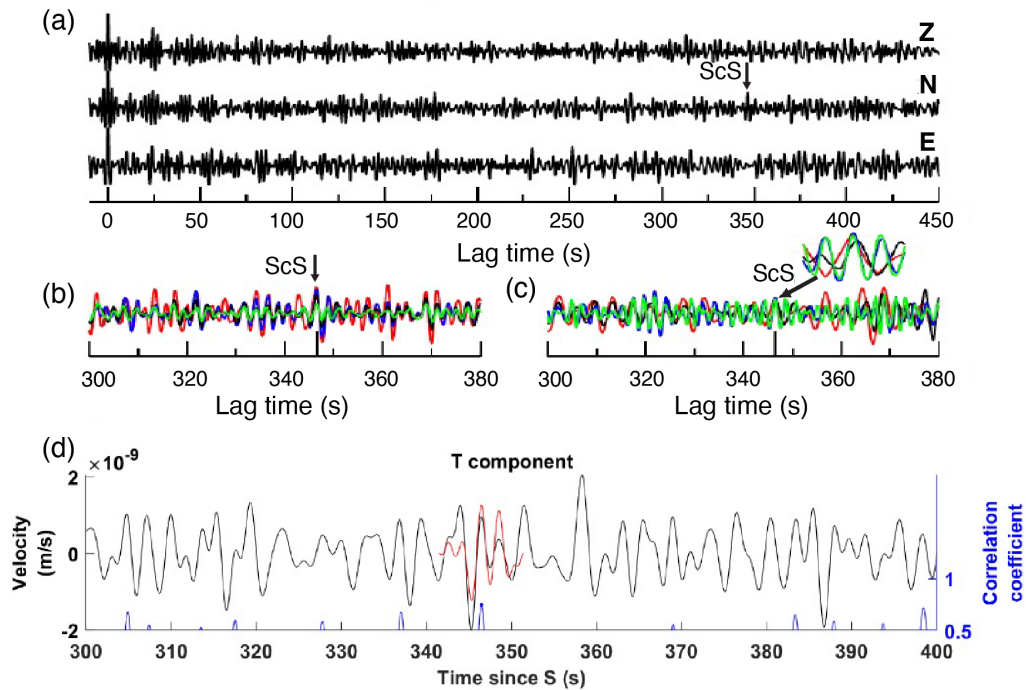 (a)
Z
ScS
N
E
0 50 100 150 200 250 300 350 400 450
Lag time (s)
(b)
ScS
300 320 340 360 380
Lag time (s)
(c)
ScS
300 320 340 360 380
Lag time (s)
(d)
×10⁻⁹
T component
2
0
-2
Velocity
(m/s)
1
0.5
Correlation
coefficient
300 310 320 330 340 350 360 370 380 390 400
Time since S (s)